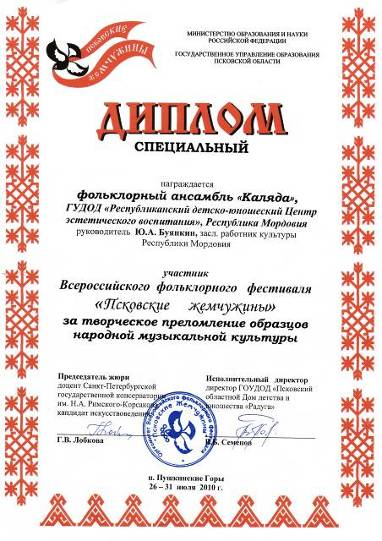 ПСКОВСКИЕ
ЖЕМЧУЖИНЫ
МИНИСТЕРСТВО ОБРАЗОВАНИЯ И НАУКИ
РОССИЙСКОЙ ФЕДЕРАЦИИ
ГОСУДАРСТВЕННОЕ УПРАВЛЕНИЕ ОБРАЗОВАНИЯ
ПСКОВСКОЙ ОБЛАСТИ
ДИПЛОМ
СПЕЦИАЛЬНЫЙ
награждается
фольклорный ансамбль «Каляда»,
ГУДОД «Республиканский детско-юношеский Центр
эстетического воспитания», Республика Мордовия
руководитель Ю.А. Буянкин, засл. работник культуры
Республики Мордовия
участник
Всероссийского фольклорного фестиваля
«Псковские жемчужины»
за творческое преломление образцов
народной музыкальной культуры
Председатель жюри
доцент Санкт-Петербургской
государственной консерватории
им. Н.А. Римского-Корсакова
кандидат искусствоведения
Г.В. Лобкова
Исполнительный директор
директор ГОУДОД «Псковский
областной Дом детства и
юношества «Радуга»
Семенов
Псковские Жемчужины
п. Пушкинские Горы
26 – 31 июля 2010 г.